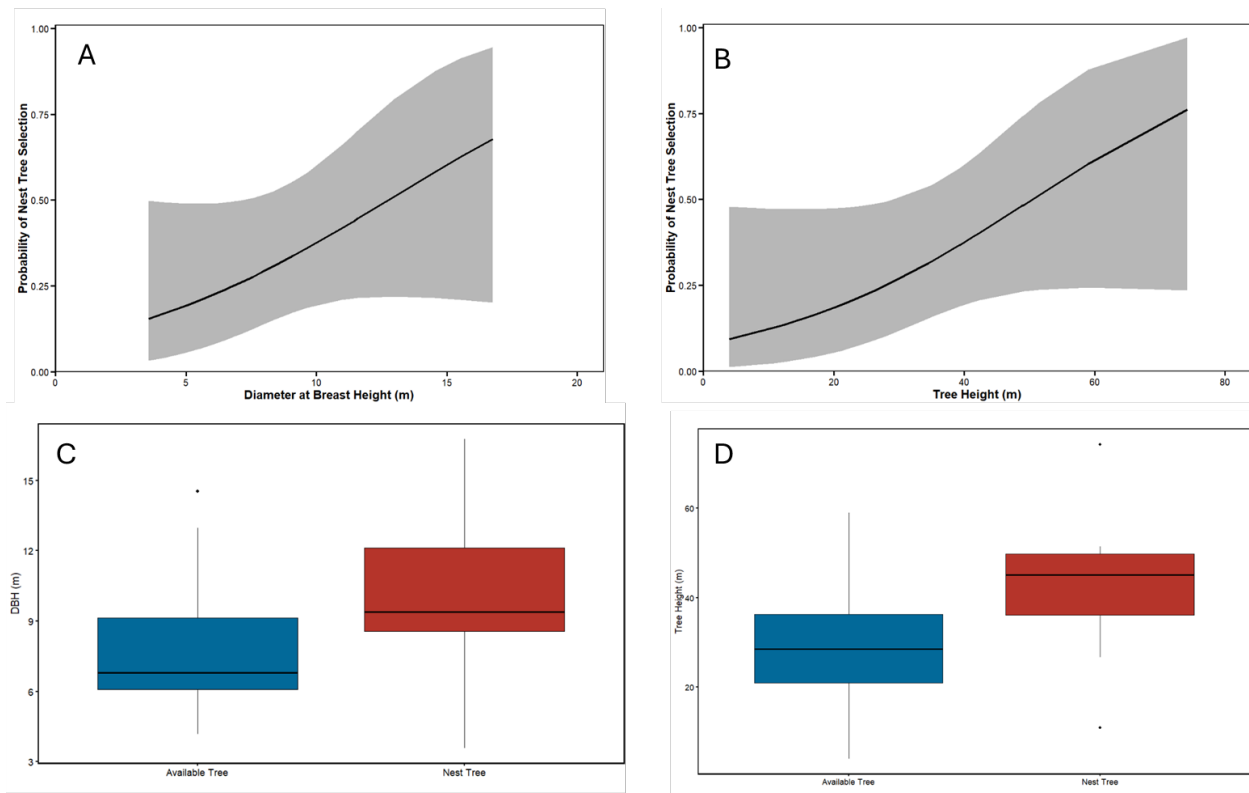 A
Probability of Nest Tree Selection
1.00
0.75
0.50
0.25
0.00
0
5
10
15
20
Diameter at Breast Height (m)
B
Probability of Nest Tree Selection
1.00
0.75
0.50
0.25
0.00
0
20
40
60
80
Tree Height (m)
C
DBH (m)
15
12
9
6
3
Available Tree
Nest Tree
D
Tree Height (m)
60
40
20
Available Tree
Nest Tree